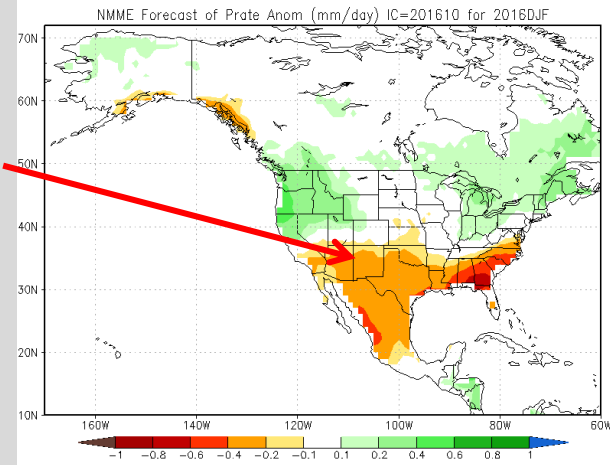 NMME Forecast of Prate Anom (mm/day) IC=201610 for 2016DJF
70N
60N
50N
40N
30N
20N
10N
160W 140W 120W 100W 80W 60W
-1 -0.8 -0.6 -0.4 -0.2 -0.1 0.1 0.2 0.4 0.6 0.8 1